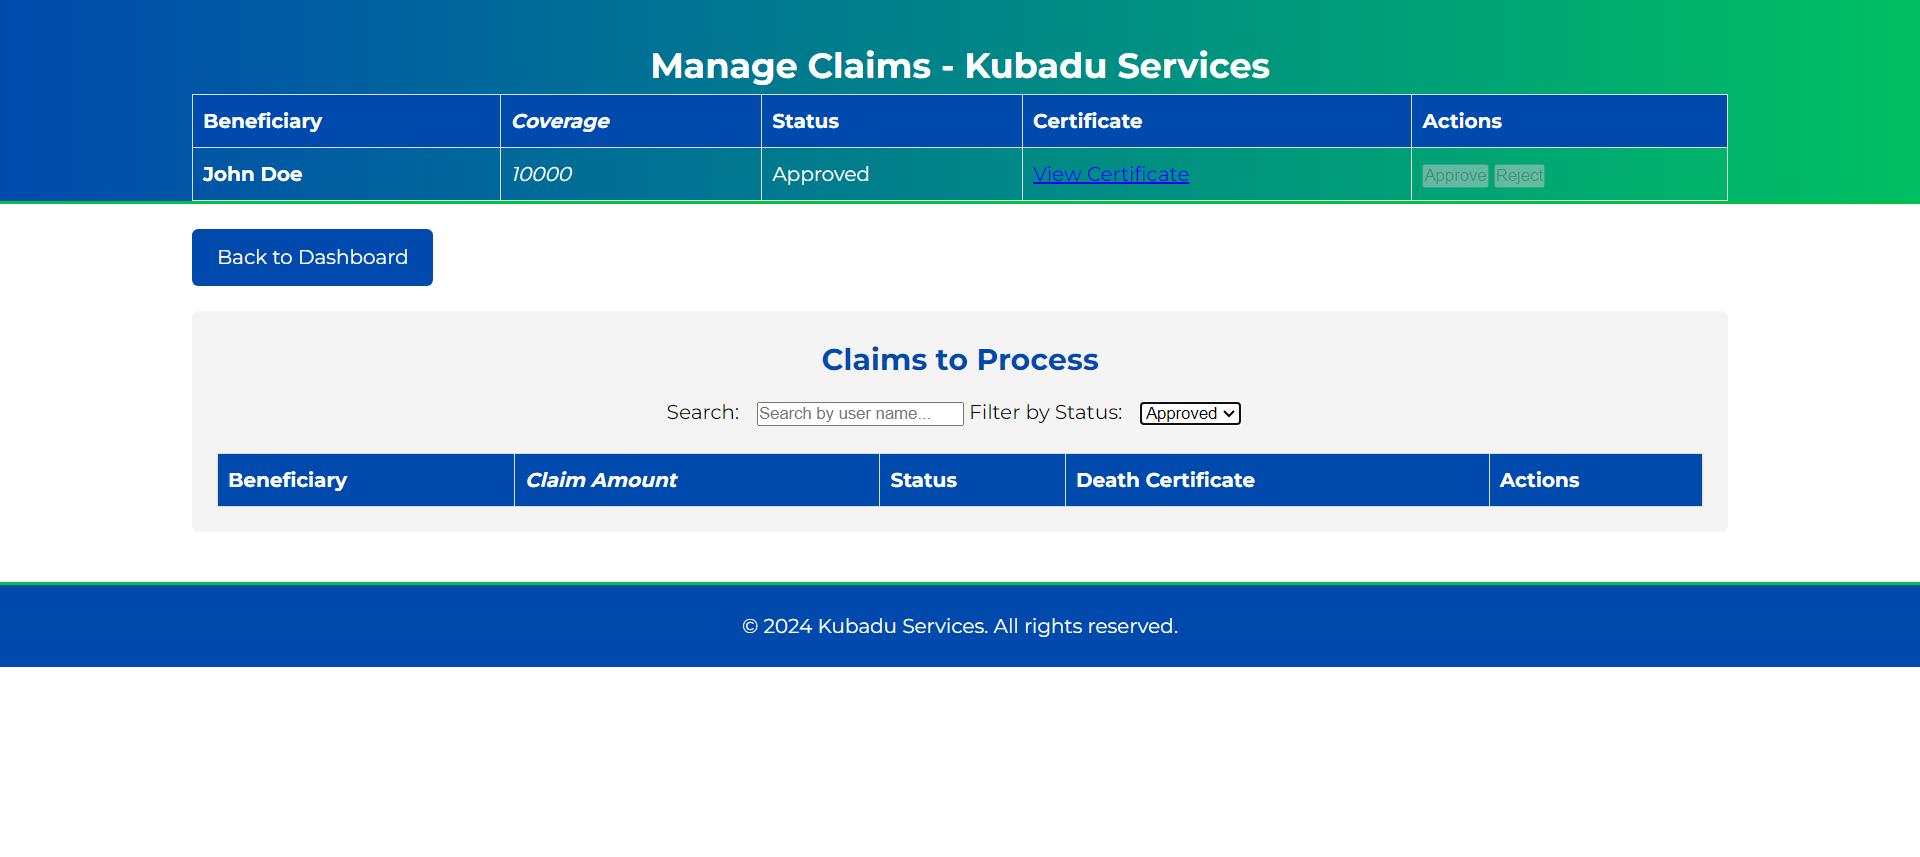 Manage Claims - Kubadu Services
Beneficiary Coverage Status Certificate Actions
John Doe 10000 Approved View Certificate Approve Reject
Back to Dashboard
Claims to Process
Search: Search by user name... Filter by Status: Approved
Beneficiary Claim Amount Status Death Certificate Actions
© 2024 Kubadu Services. All rights reserved.